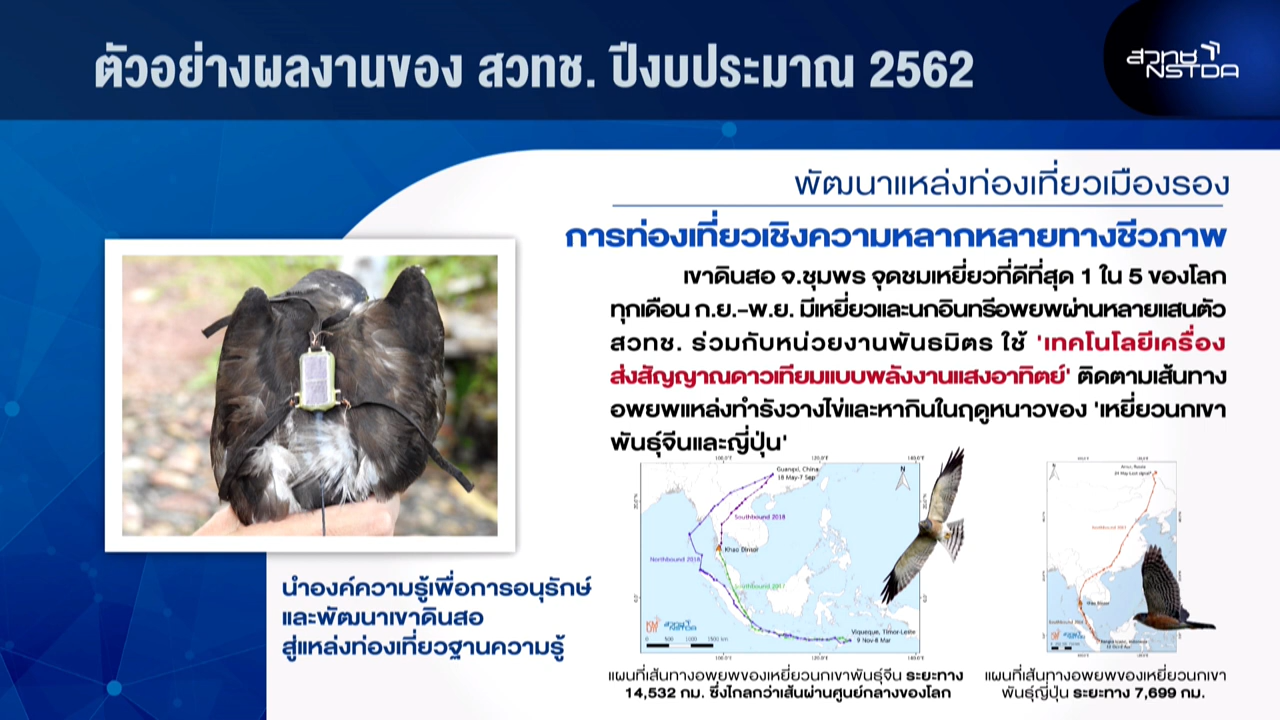 ตัวอย่างผลงานของ สวทช. ปีงบประมาณ 2562
สวทช
NSTDA
พัฒนาแหล่งท่องเที่ยวเมืองรอง
การท่องเที่ยวเชิงความหลากหลายทางชีวภาพ
เขาดินสอ จ.ชุมพร จุดชมเหยี่ยวที่ดีที่สุด 1 ใน 5 ของโลก
ทุกเดือน ก.ย.-พ.ย. มีเหยี่ยวและนกอินทรีอพยพผ่านหลายแสนตัว
สวทช. ร่วมกับหน่วยงานพันธมิตร ใช้ 'เทคโนโลยีเครื่อง
ส่งสัญญาณดาวเทียมแบบพลังงานแสงอาทิตย์' ติดตามเส้นทาง
อพยพแหล่งทำรังวางไข่และหากินในฤดูหนาวของ 'เหยี่ยวนกเขา
พันธุ์จีนและญี่ปุ่น'
นำองค์ความรู้เพื่อการอนุรักษ์
และพัฒนาเขาดินสอ
สู่แหล่งท่องเที่ยวฐานความรู้
Guangxi, China
18 May-7 Sep
N
Southbound 2018
Khao Dinsor
Northbound 2018
Southbound 2017
Viqueque, Timor-Leste
9 Nov-8 Mar
สวทช
NSTDA
0 500 1000 1500 km
แผนที่เส้นทางอพยพของเหยี่ยวนกเขาพันธุ์จีน ระยะทาง
14,532 กม. ซึ่งไกลกว่าเส้นผ่านศูนย์กลางของโลก
แผนที่เส้นทางอพยพของเหยี่ยวนกเขา
พันธุ์ญี่ปุ่น ระยะทาง 7,699 กม.